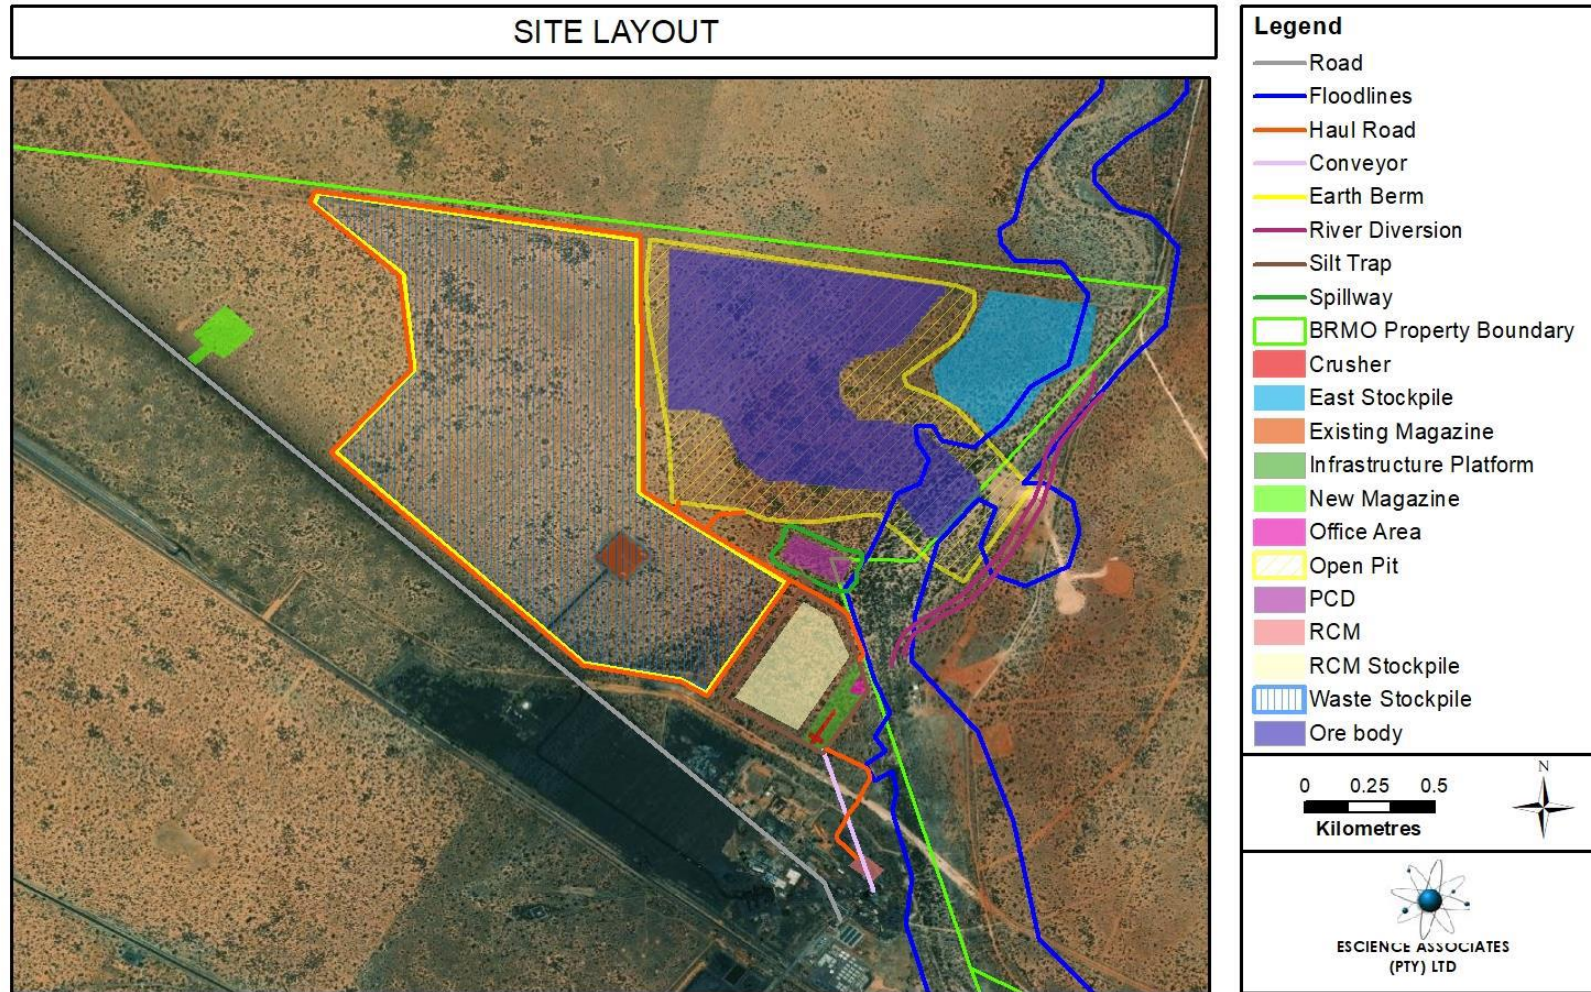 SITE LAYOUT
Legend
Road
Floodlines
Haul Road
Conveyor
Earth Berm
River Diversion
Silt Trap
Spillway
BRMO Property Boundary
Crusher
East Stockpile
Existing Magazine
Infrastructure Platform
New Magazine
Office Area
Open Pit
PCD
RCM
RCM Stockpile
Waste Stockpile
Ore body
0 0.25 0.5
Kilometres
N
ESCIENCE ASSOCIATES
(PTY) LTD